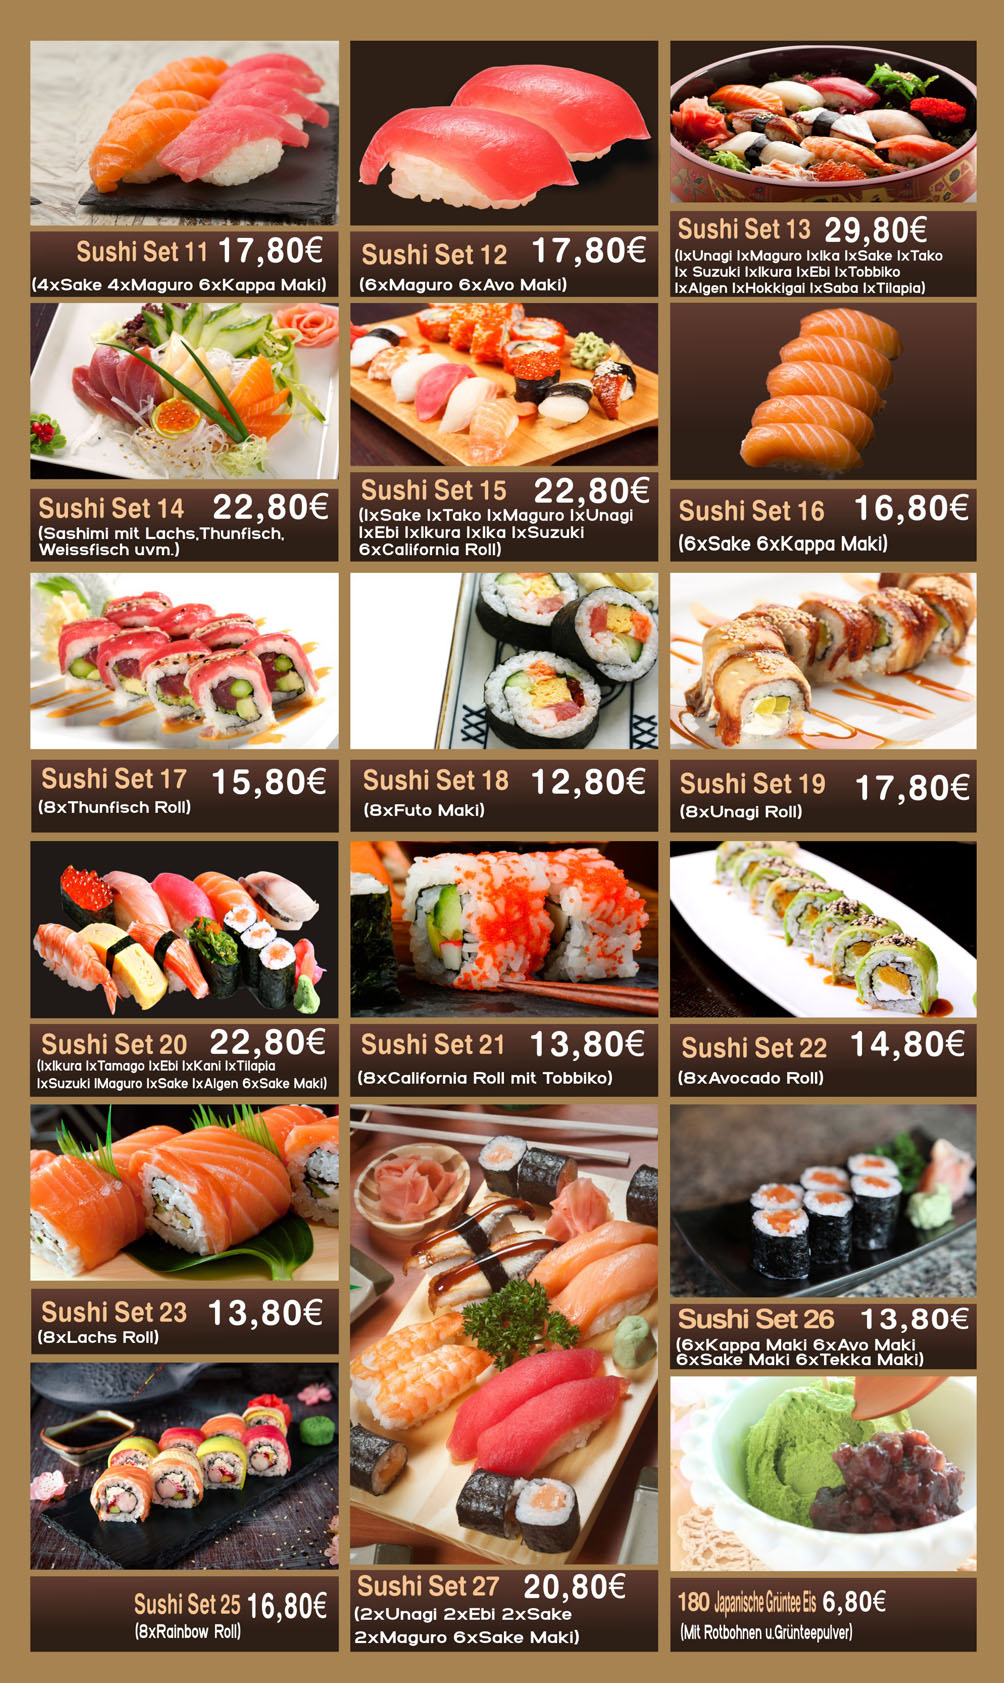 Sushi Set 11 17,80€
(4xSake 4xMaguro 6xKappa Maki)
Sushi Set 12 17,80€
(6xMaguro 6xAvo Maki)
Sushi Set 13 29,80€
(1xUnagi 1xMaguro 1xIka 1xSake 1xTako
1x Suzuki 1xIkura 1xEbi 1xTobbiko
1xAlgen 1xHokkigai 1xSaba 1xTilapia)
Sushi Set 14 22,80€
(Sashimi mit Lachs,Thunfisch,
Weissfisch uvm.)
Sushi Set 15 22,80€
(1xSake 1xTako 1xMaguro 1xUnagi
1xEbi 1xIkura 1xIka 1xSuzuki
6xCalifornia Roll)
Sushi Set 16 16,80€
(6xSake 6xKappa Maki)
Sushi Set 17 15,80€
(8xThunfisch Roll)
Sushi Set 18 12,80€
(8xFuto Maki)
Sushi Set 19 17,80€
(8xUnagi Roll)
Sushi Set 20 22,80€
(1xIkura 1xTamago 1xEbi 1xKani 1xTilapia
1xSuzuki 1Maguro 1xSake 1xAlgen 6xSake Maki)
Sushi Set 21 13,80€
(8xCalifornia Roll mit Tobbiko)
Sushi Set 22 14,80€
(8xAvocado Roll)
Sushi Set 23 13,80€
(8xLachs Roll)
Sushi Set 26 13,80€
(6xKappa Maki 6xAvo Maki
6xSake Maki 6xTekka Maki)
Sushi Set 25 16,80€
(8xRainbow Roll)
Sushi Set 27 20,80€
(2xUnagi 2xEbi 2xSake
2xMaguro 6xSake Maki)
180 Japanische Grüntee Eis 6,80€
(Mit Rotbohnen u.Grünteepulver)